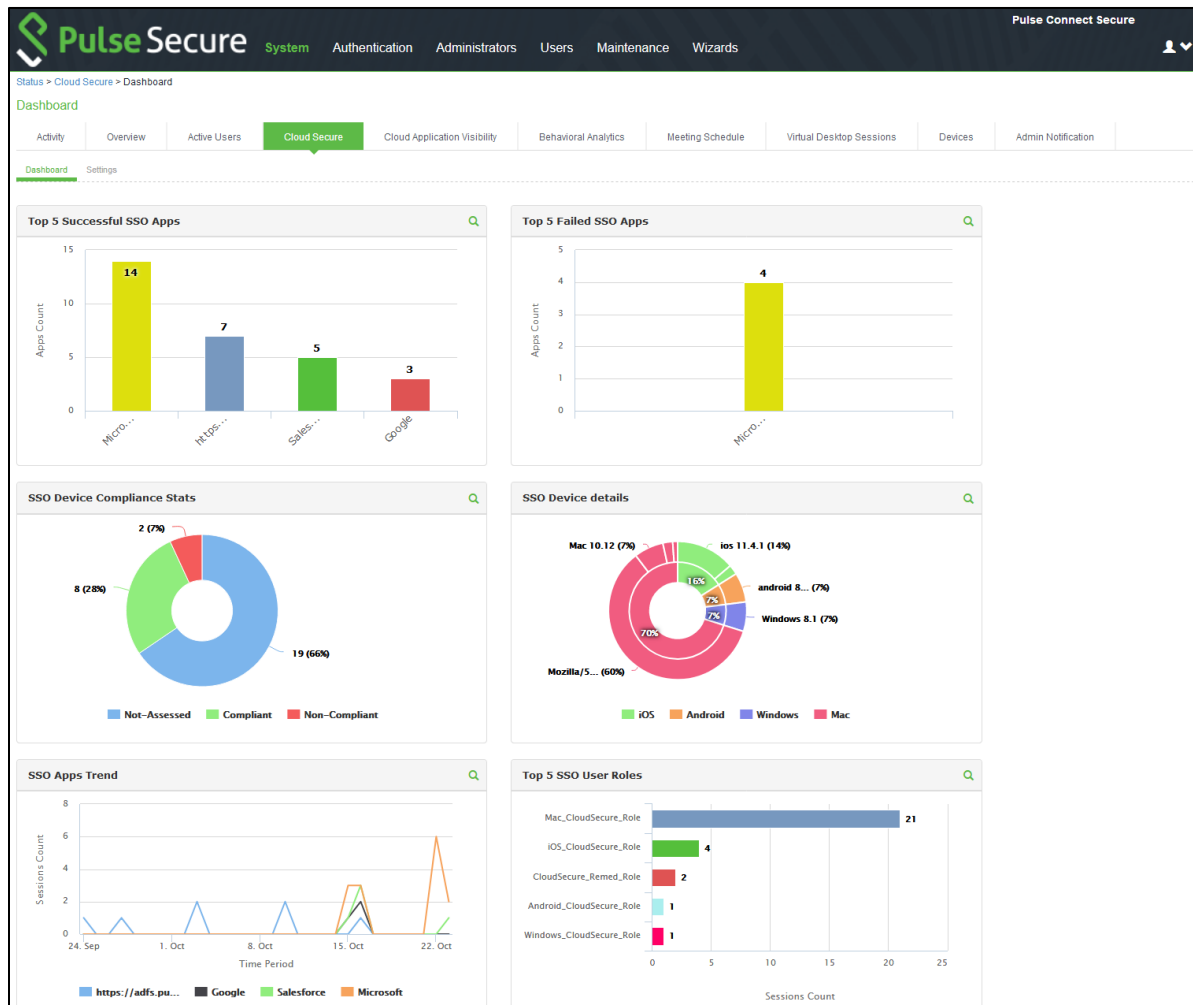 Pulse Connect Secure
Pulse Secure
System Authentication Administrators Users Maintenance Wizards
Status > Cloud Secure > Dashboard
Dashboard
Activity Overview Active Users Cloud Secure Cloud Application Visibility Behavioral Analytics Meeting Schedule Virtual Desktop Sessions Devices Admin Notification
Dashboard Settings
Top 5 Successful SSO Apps
15
10
5
0
Apps Count
14
7
5
3
Micro...
https...
Sales...
Google
Top 5 Failed SSO Apps
5
4
3
2
1
0
Apps Count
4
Micro...
SSO Device Compliance Stats
2 (7%)
8 (28%)
19 (66%)
Not-Assessed Compliant Non-Compliant
SSO Device details
Mac 10.12 (7%)
ios 11.4.1 (14%)
16%
android 8... (7%)
7%
7%
Windows 8.1 (7%)
70%
Mozilla/5... (60%)
iOS Android Windows Mac
SSO Apps Trend
8
6
4
2
0
Sessions Count
24. Sep 1. Oct 8. Oct 15. Oct 22. Oct
Time Period
https://adfs.pu... Google Salesforce Microsoft
Top 5 SSO User Roles
Mac_CloudSecure_Role 21
iOS_CloudSecure_Role 4
CloudSecure_Remed_Role 2
Android_CloudSecure_Role 1
Windows_CloudSecure_Role 1
0 5 10 15 20 25
Sessions Count